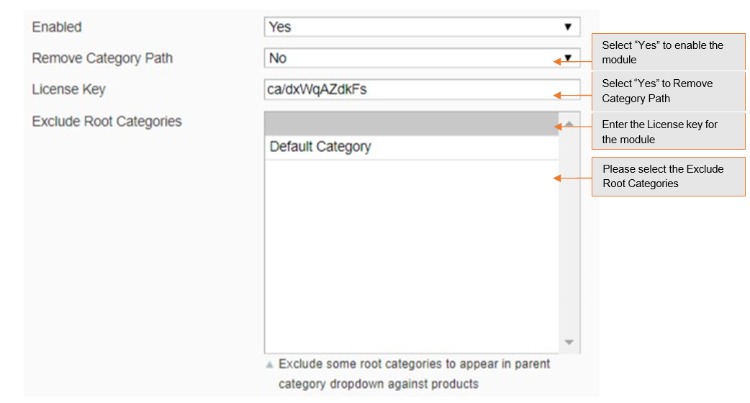 Enabled
Yes
Remove Category Path
No
Select "Yes" to enable the
module
License Key
ca/dxWqAZdkFs
Select "Yes" to Remove
Category Path
Exclude Root Categories
Enter the License key for
the module
Default Category
Please select the Exclude
Root Categories
Exclude some root categories to appear in parent
category dropdown against products